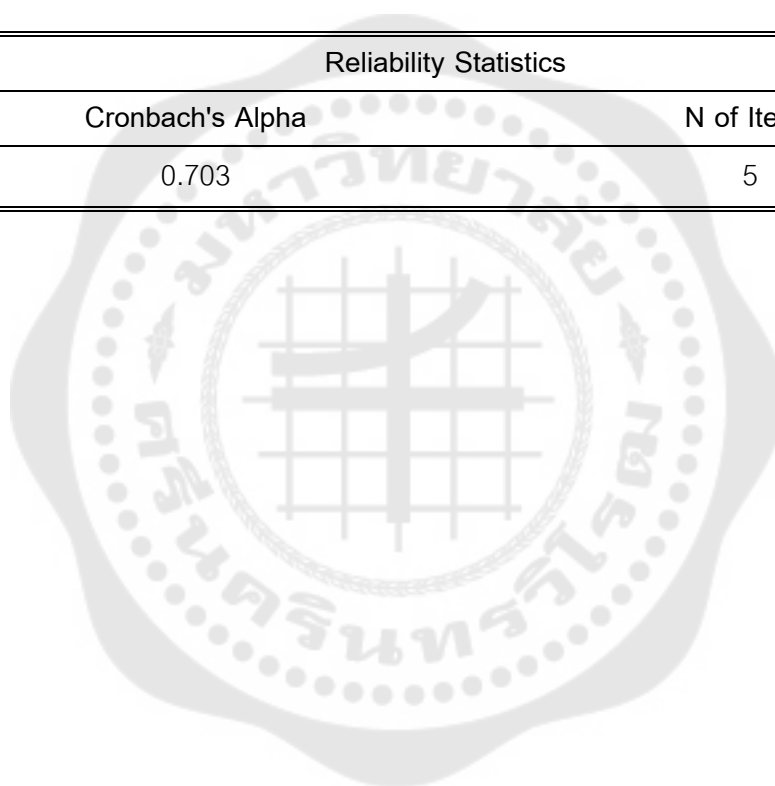 Reliability Statistics
Cronbach's Alpha N of Ite
0.703 5
มหาวิทยาลัย
ศรีนครินทรวิโรฒ